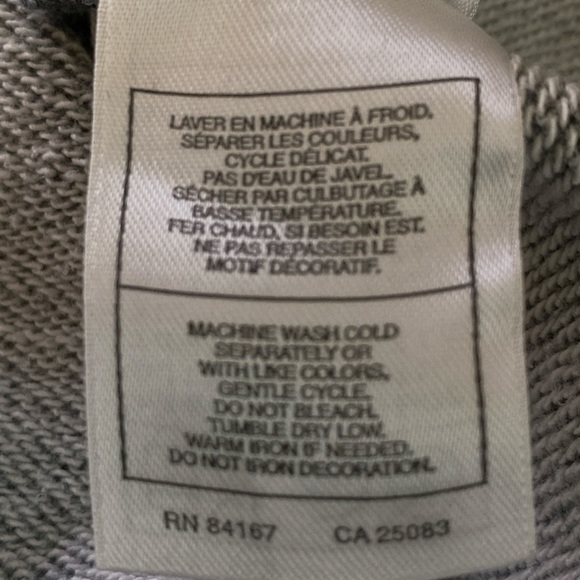 LAVER EN MACHINE À FROID,
SÉPARER LES COULEURS,
CYCLE DÉLICAT.
PAS D'EAU DE JAVEL.
SÉCHER PAR CULBUTAGE À
BASSE TEMPÉRATURE.
FER CHAUD, SI BESOIN EST.
NE PAS REPASSER LE
MOTIF DÉCORATIF.
MACHINE WASH COLD
SEPARATELY OR
WITH LIKE COLORS,
GENTLE CYCLE.
DO NOT BLEACH.
TUMBLE DRY LOW.
WARM IRON IF NEEDED.
DO NOT IRON DECORATION.
RN 84167 CA 25083